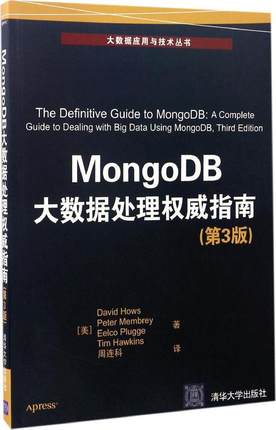 大数据应用与技术丛书
The Definitive Guide to MongoDB: A Complete
Guide to Dealing with Big Data Using MongoDB, Third Edition
MongoDB
大数据处理权威指南
(第3版)
David Hows
Peter Membrey
[美] Eelco Plugge 著
Tim Hawkins
周连科 译
Apress®
清华大学出版社
MongoDB大数据处理权威指南(第3版)